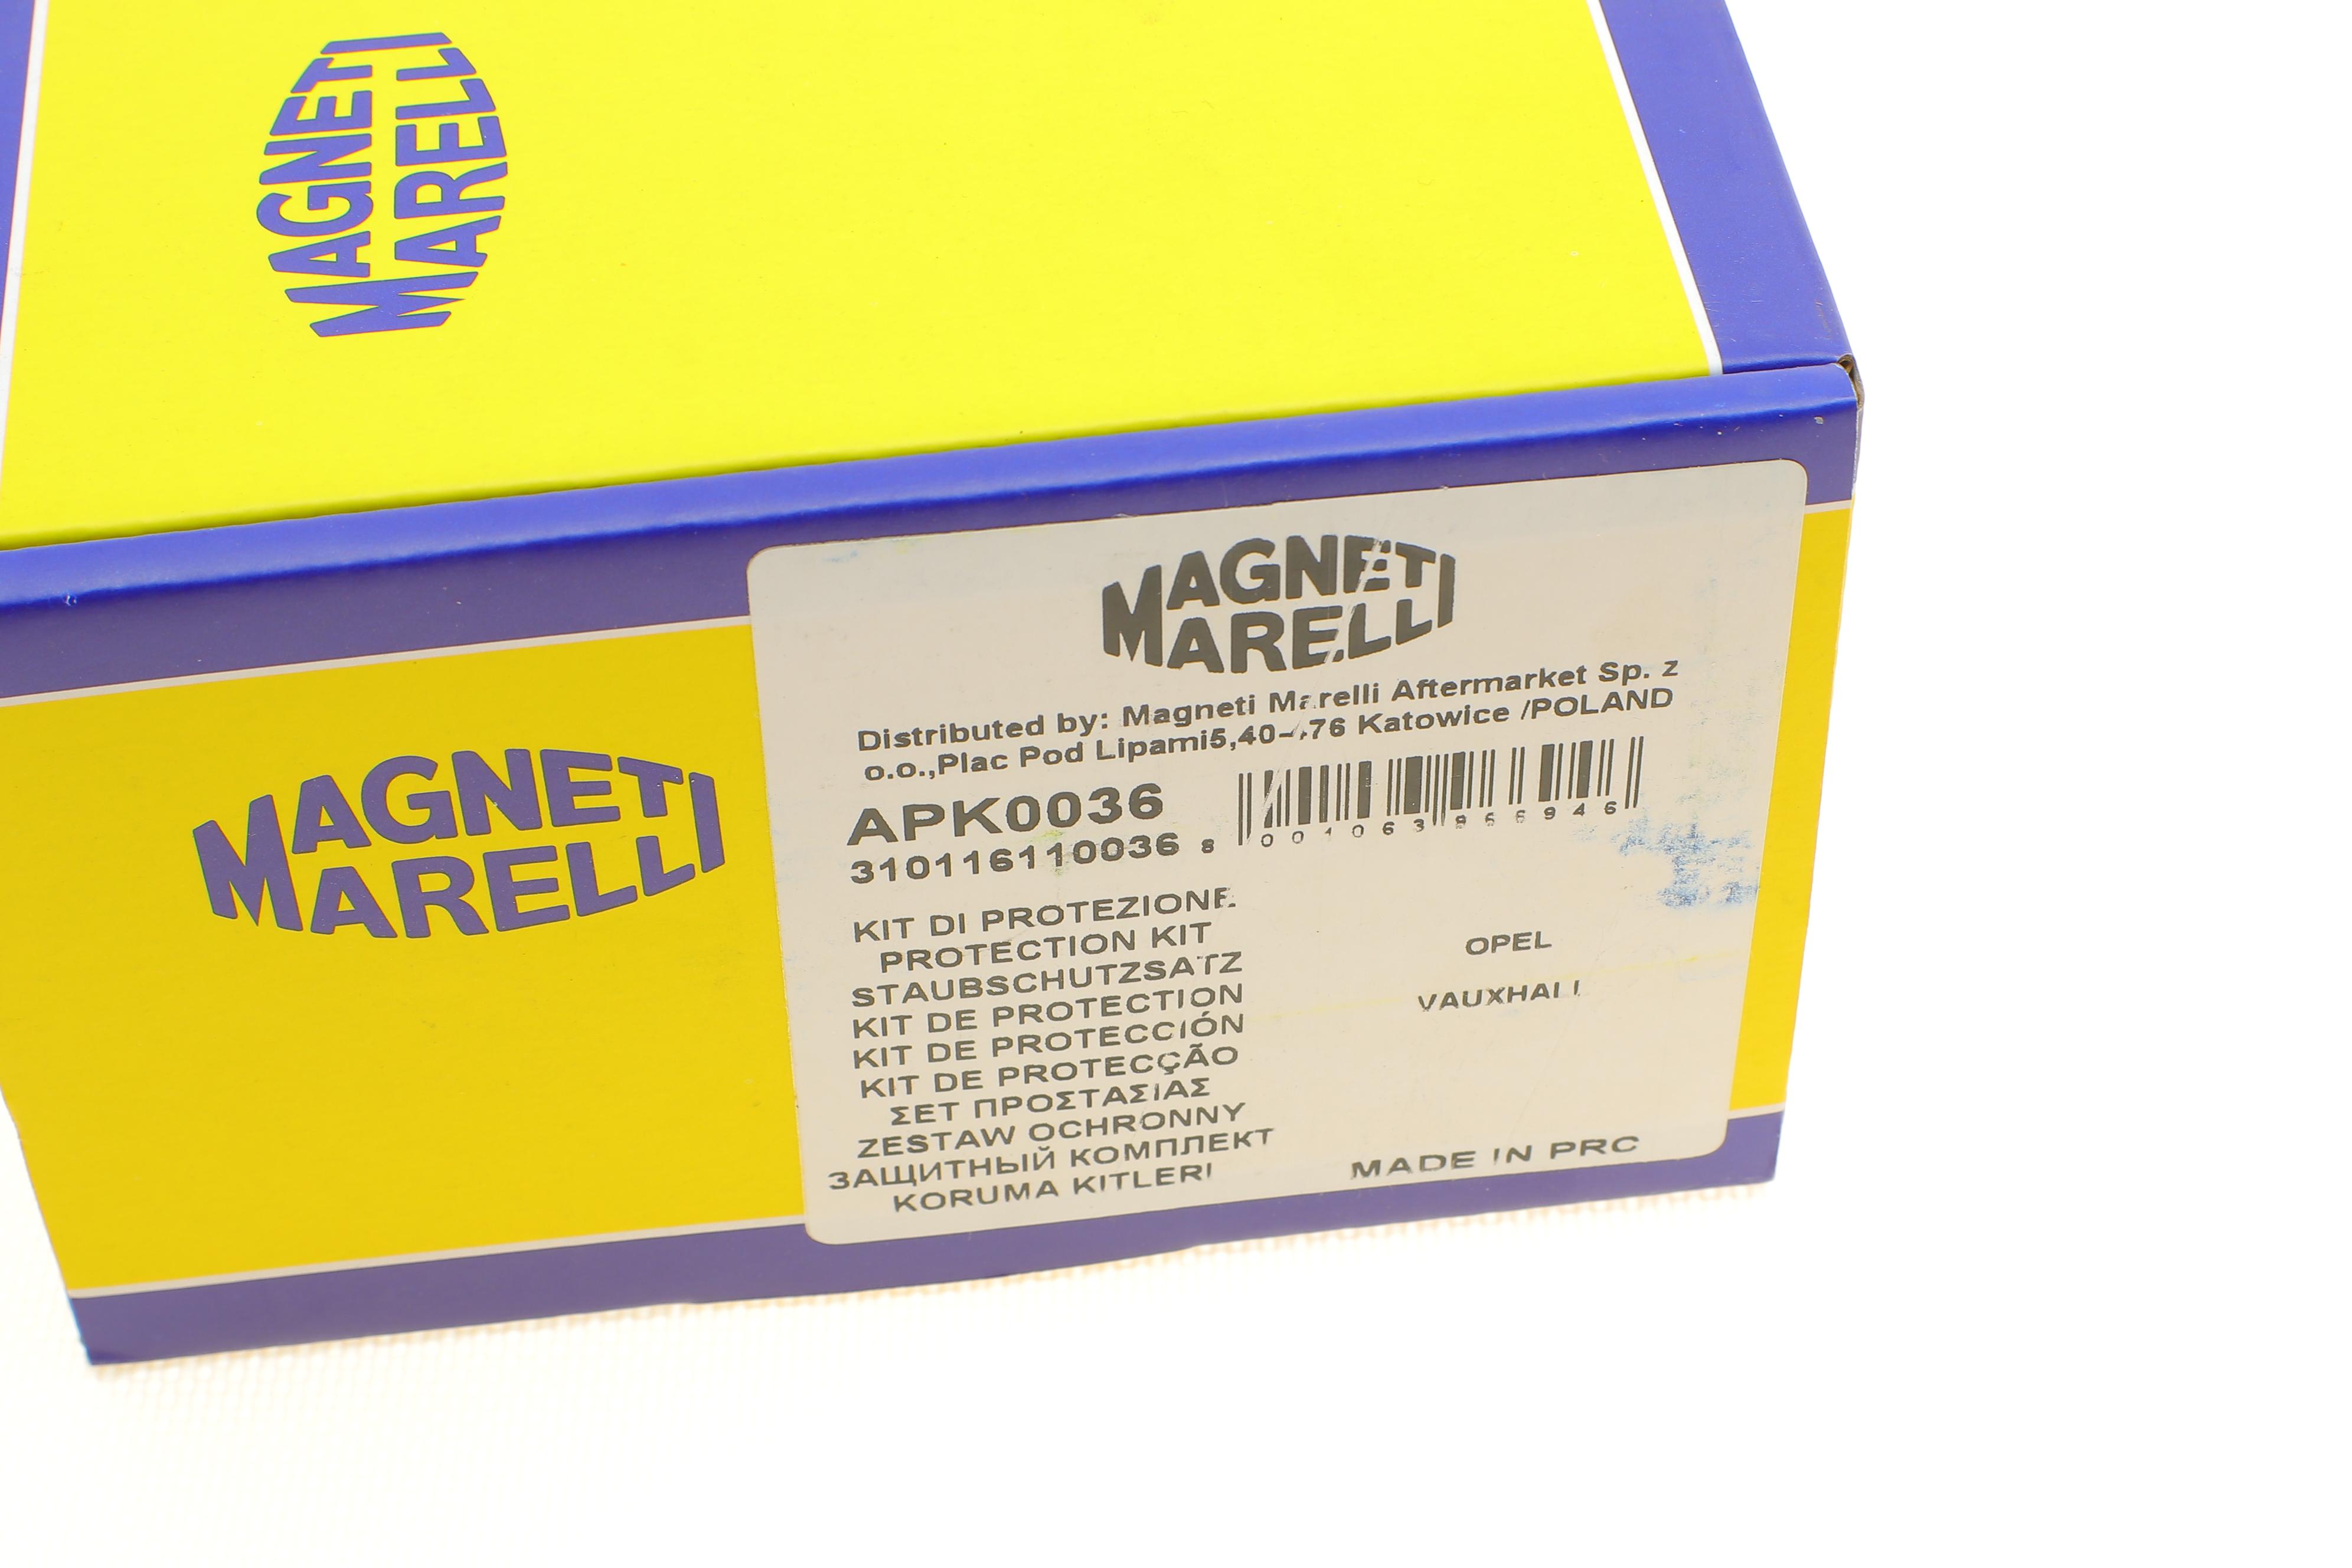 MAGNETI
MARELLI
MAGNETI
MARELLI
MAGNETI
MARELLI
Distributed by: Magneti Marelli Aftermarket Sp. z
o.o.,Plac Pod Lipami5,40-476 Katowice /POLAND
APK0036
310116110036
KIT DI PROTEZIONE
PROTECTION KIT
STAUBSCHUTZSATZ
KIT DE PROTECTION
KIT DE PROTECCIÓN
KIT DE PROTECÇÃO
ΣΕΤ ΠΡΟΣΤΑΣΙΑΣ
ZESTAW OCHRONNY
ЗАЩИТНЫЙ КОМПЛЕКТ
KORUMA KITLERI
OPEL
VAUXHALL
MADE IN PRC